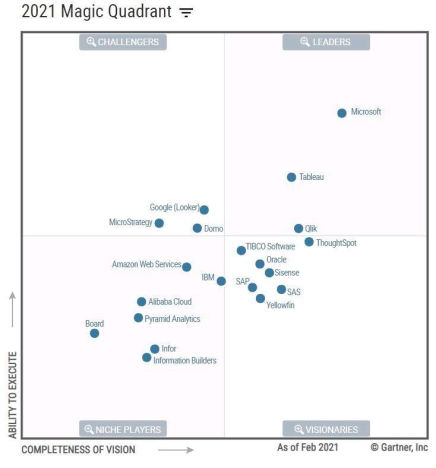 2021 Magic Quadrant
CHALLENGERS
LEADERS
Microsoft
Tableau
Google (Looker)
MicroStrategy
Domo
Qlik
ThoughtSpot
TIBCO Software
Oracle
Amazon Web Services
Sisense
IBM
SAP
SAS
Yellowfin
Alibaba Cloud
Pyramid Analytics
Board
Infor
Information Builders
ABILITY TO EXECUTE
NICHE PLAYERS
VISIONARIES
COMPLETENESS OF VISION
As of Feb 2021
© Gartner, Inc